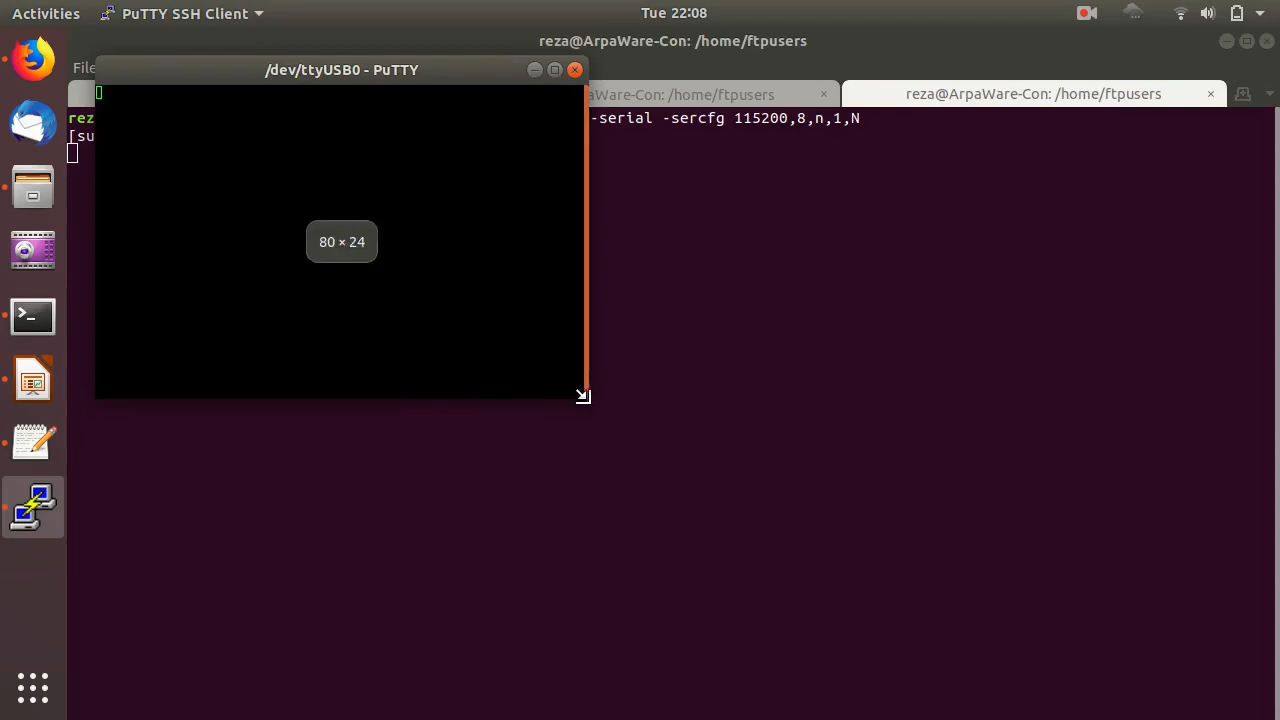 Activities PuTTY SSH Client Tue 22:08
reza@ArpaWare-Con: /home/ftpusers
File
/dev/ttyUSB0 - PuTTY
aWare-Con: /home/ftpusers × reza@ArpaWare-Con: /home/ftpusers ×
rez -serial -sercfg 115200,8,n,1,N
[su
80 × 24